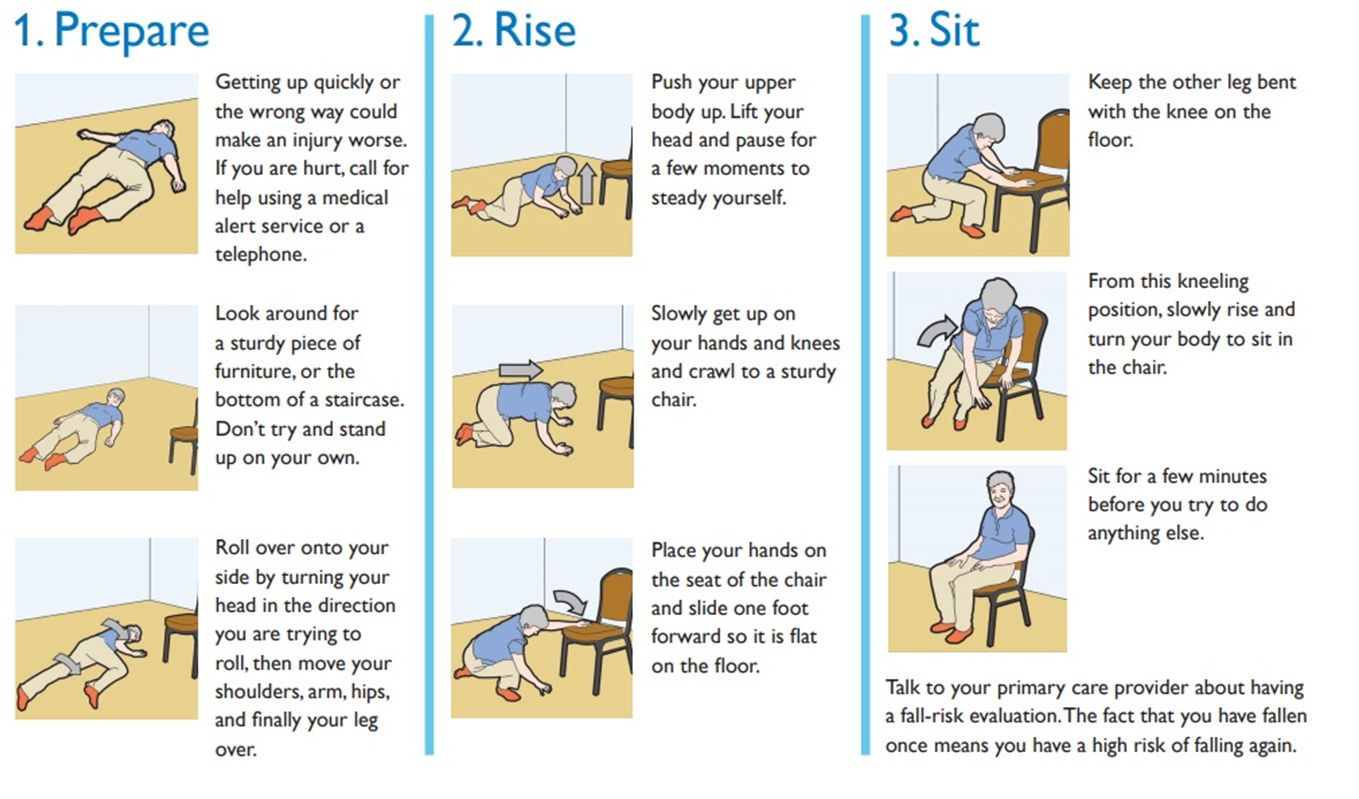 1. Prepare
Getting up quickly or
the wrong way could
make an injury worse.
If you are hurt, call for
help using a medical
alert service or a
telephone.
Look around for
a sturdy piece of
furniture, or the
bottom of a staircase.
Don’t try and stand
up on your own.
Roll over onto your
side by turning your
head in the direction
you are trying to
roll, then move your
shoulders, arm, hips,
and finally your leg
over.
2. Rise
Push your upper
body up. Lift your
head and pause for
a few moments to
steady yourself.
Slowly get up on
your hands and knees
and crawl to a sturdy
chair.
Place your hands on
the seat of the chair
and slide one foot
forward so it is flat
on the floor.
3. Sit
Keep the other leg bent
with the knee on the
floor.
From this kneeling
position, slowly rise and
turn your body to sit in
the chair.
Sit for a few minutes
before you try to do
anything else.
Talk to your primary care provider about having
a fall-risk evaluation. The fact that you have fallen
once means you have a high risk of falling again.